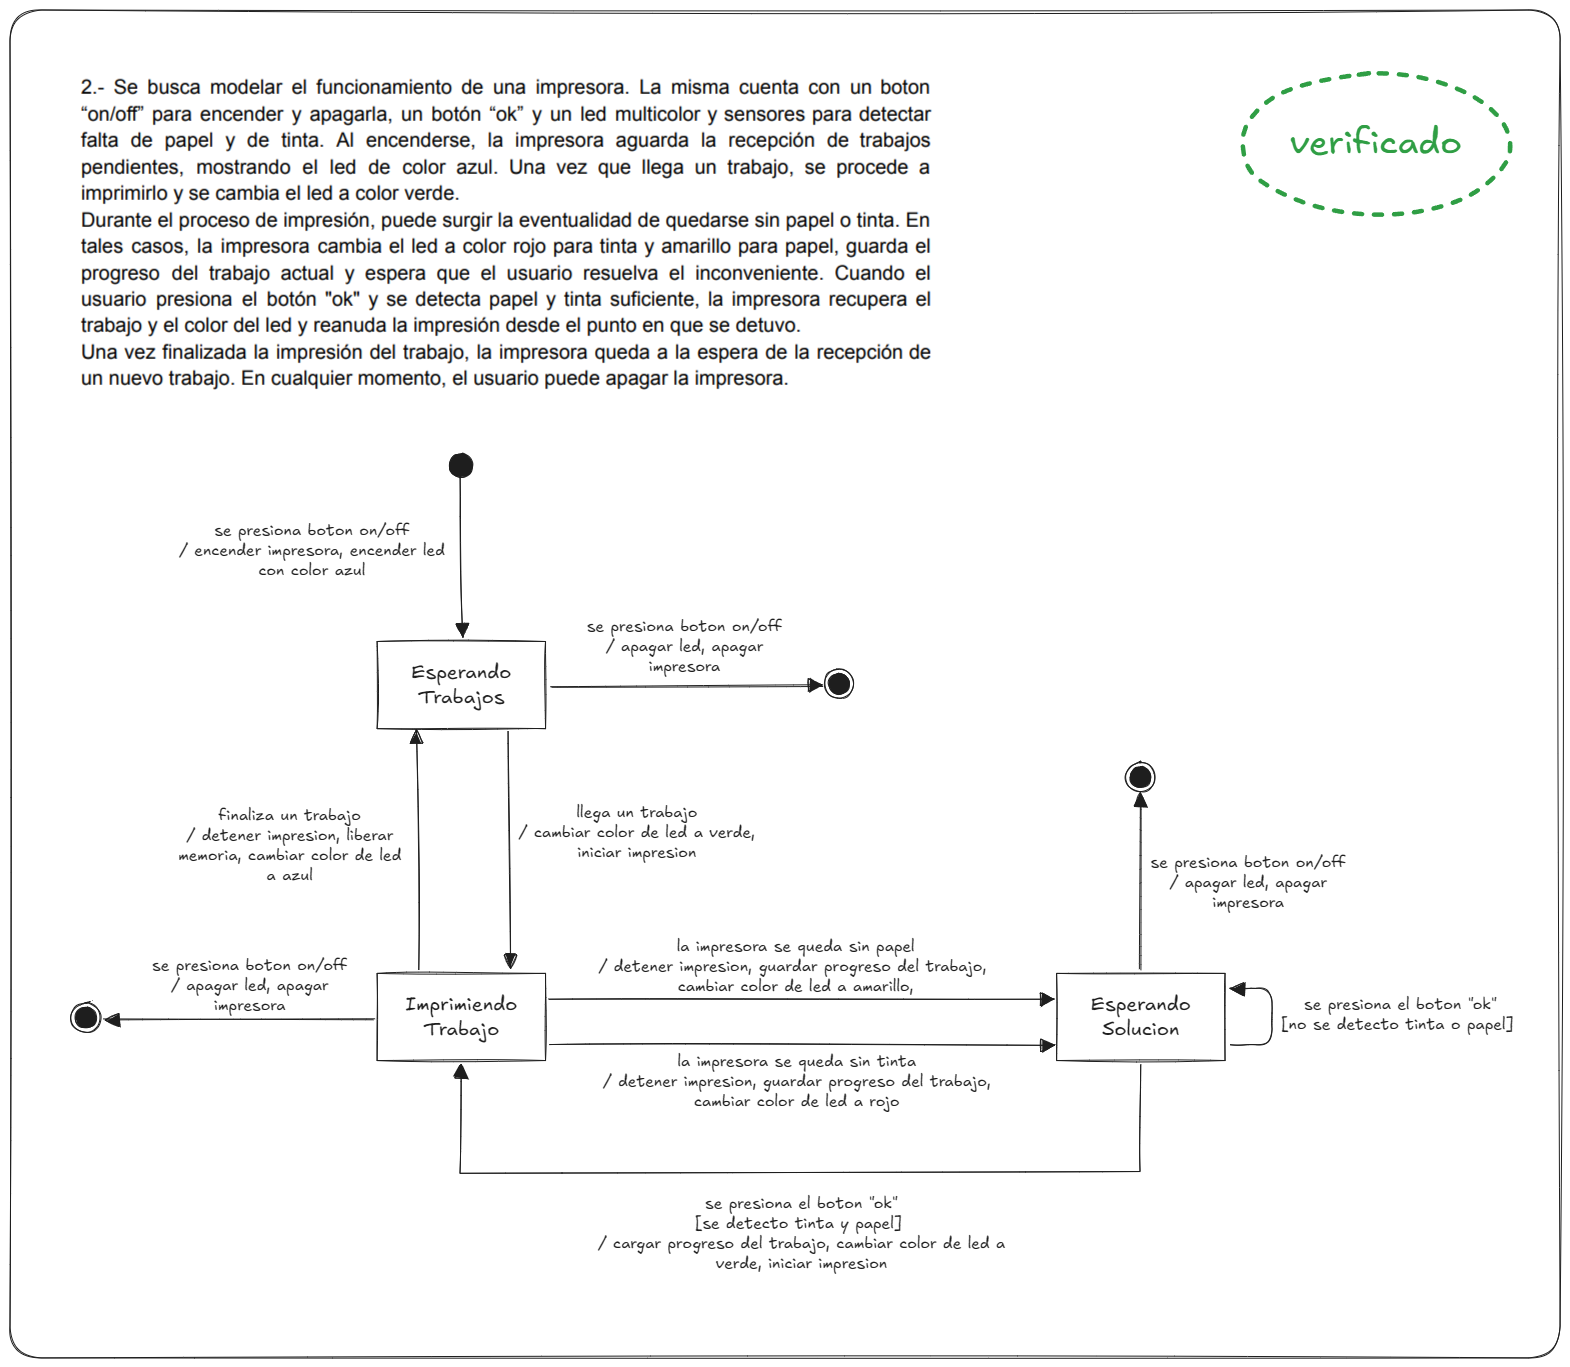 2.- Se busca modelar el funcionamiento de una impresora. La misma cuenta con un boton
“on/off” para encender y apagarla, un botón “ok” y un led multicolor y sensores para detectar
falta de papel y de tinta. Al encenderse, la impresora aguarda la recepción de trabajos
pendientes, mostrando el led de color azul. Una vez que llega un trabajo, se procede a
imprimirlo y se cambia el led a color verde.
Durante el proceso de impresión, puede surgir la eventualidad de quedarse sin papel o tinta. En
tales casos, la impresora cambia el led a color rojo para tinta y amarillo para papel, guarda el
progreso del trabajo actual y espera que el usuario resuelva el inconveniente. Cuando el
usuario presiona el botón "ok" y se detecta papel y tinta suficiente, la impresora recupera el
trabajo y el color del led y reanuda la impresión desde el punto en que se detuvo.
Una vez finalizada la impresión del trabajo, la impresora queda a la espera de la recepción de
un nuevo trabajo. En cualquier momento, el usuario puede apagar la impresora.
verificado
se presiona boton on/off
/ encender impresora, encender led
con color azul
se presiona boton on/off
/ apagar led, apagar
impresora
Esperando
Trabajos
finaliza un trabajo
/ detener impresion, liberar
memoria, cambiar color de led
a azul
llega un trabajo
/ cambiar color de led a verde,
iniciar impresion
se presiona boton on/off
/ apagar led, apagar
impresora
se presiona boton on/off
/ apagar led, apagar
impresora
la impresora se queda sin papel
/ detener impresion, guardar progreso del trabajo,
cambiar color de led a amarillo,
Imprimiendo
Trabajo
Esperando
Solucion
se presiona el boton "ok"
[no se detecto tinta o papel]
la impresora se queda sin tinta
/ detener impresion, guardar progreso del trabajo,
cambiar color de led a rojo
se presiona el boton "ok"
[se detecto tinta y papel]
/ cargar progreso del trabajo, cambiar color de led a
verde, iniciar impresion